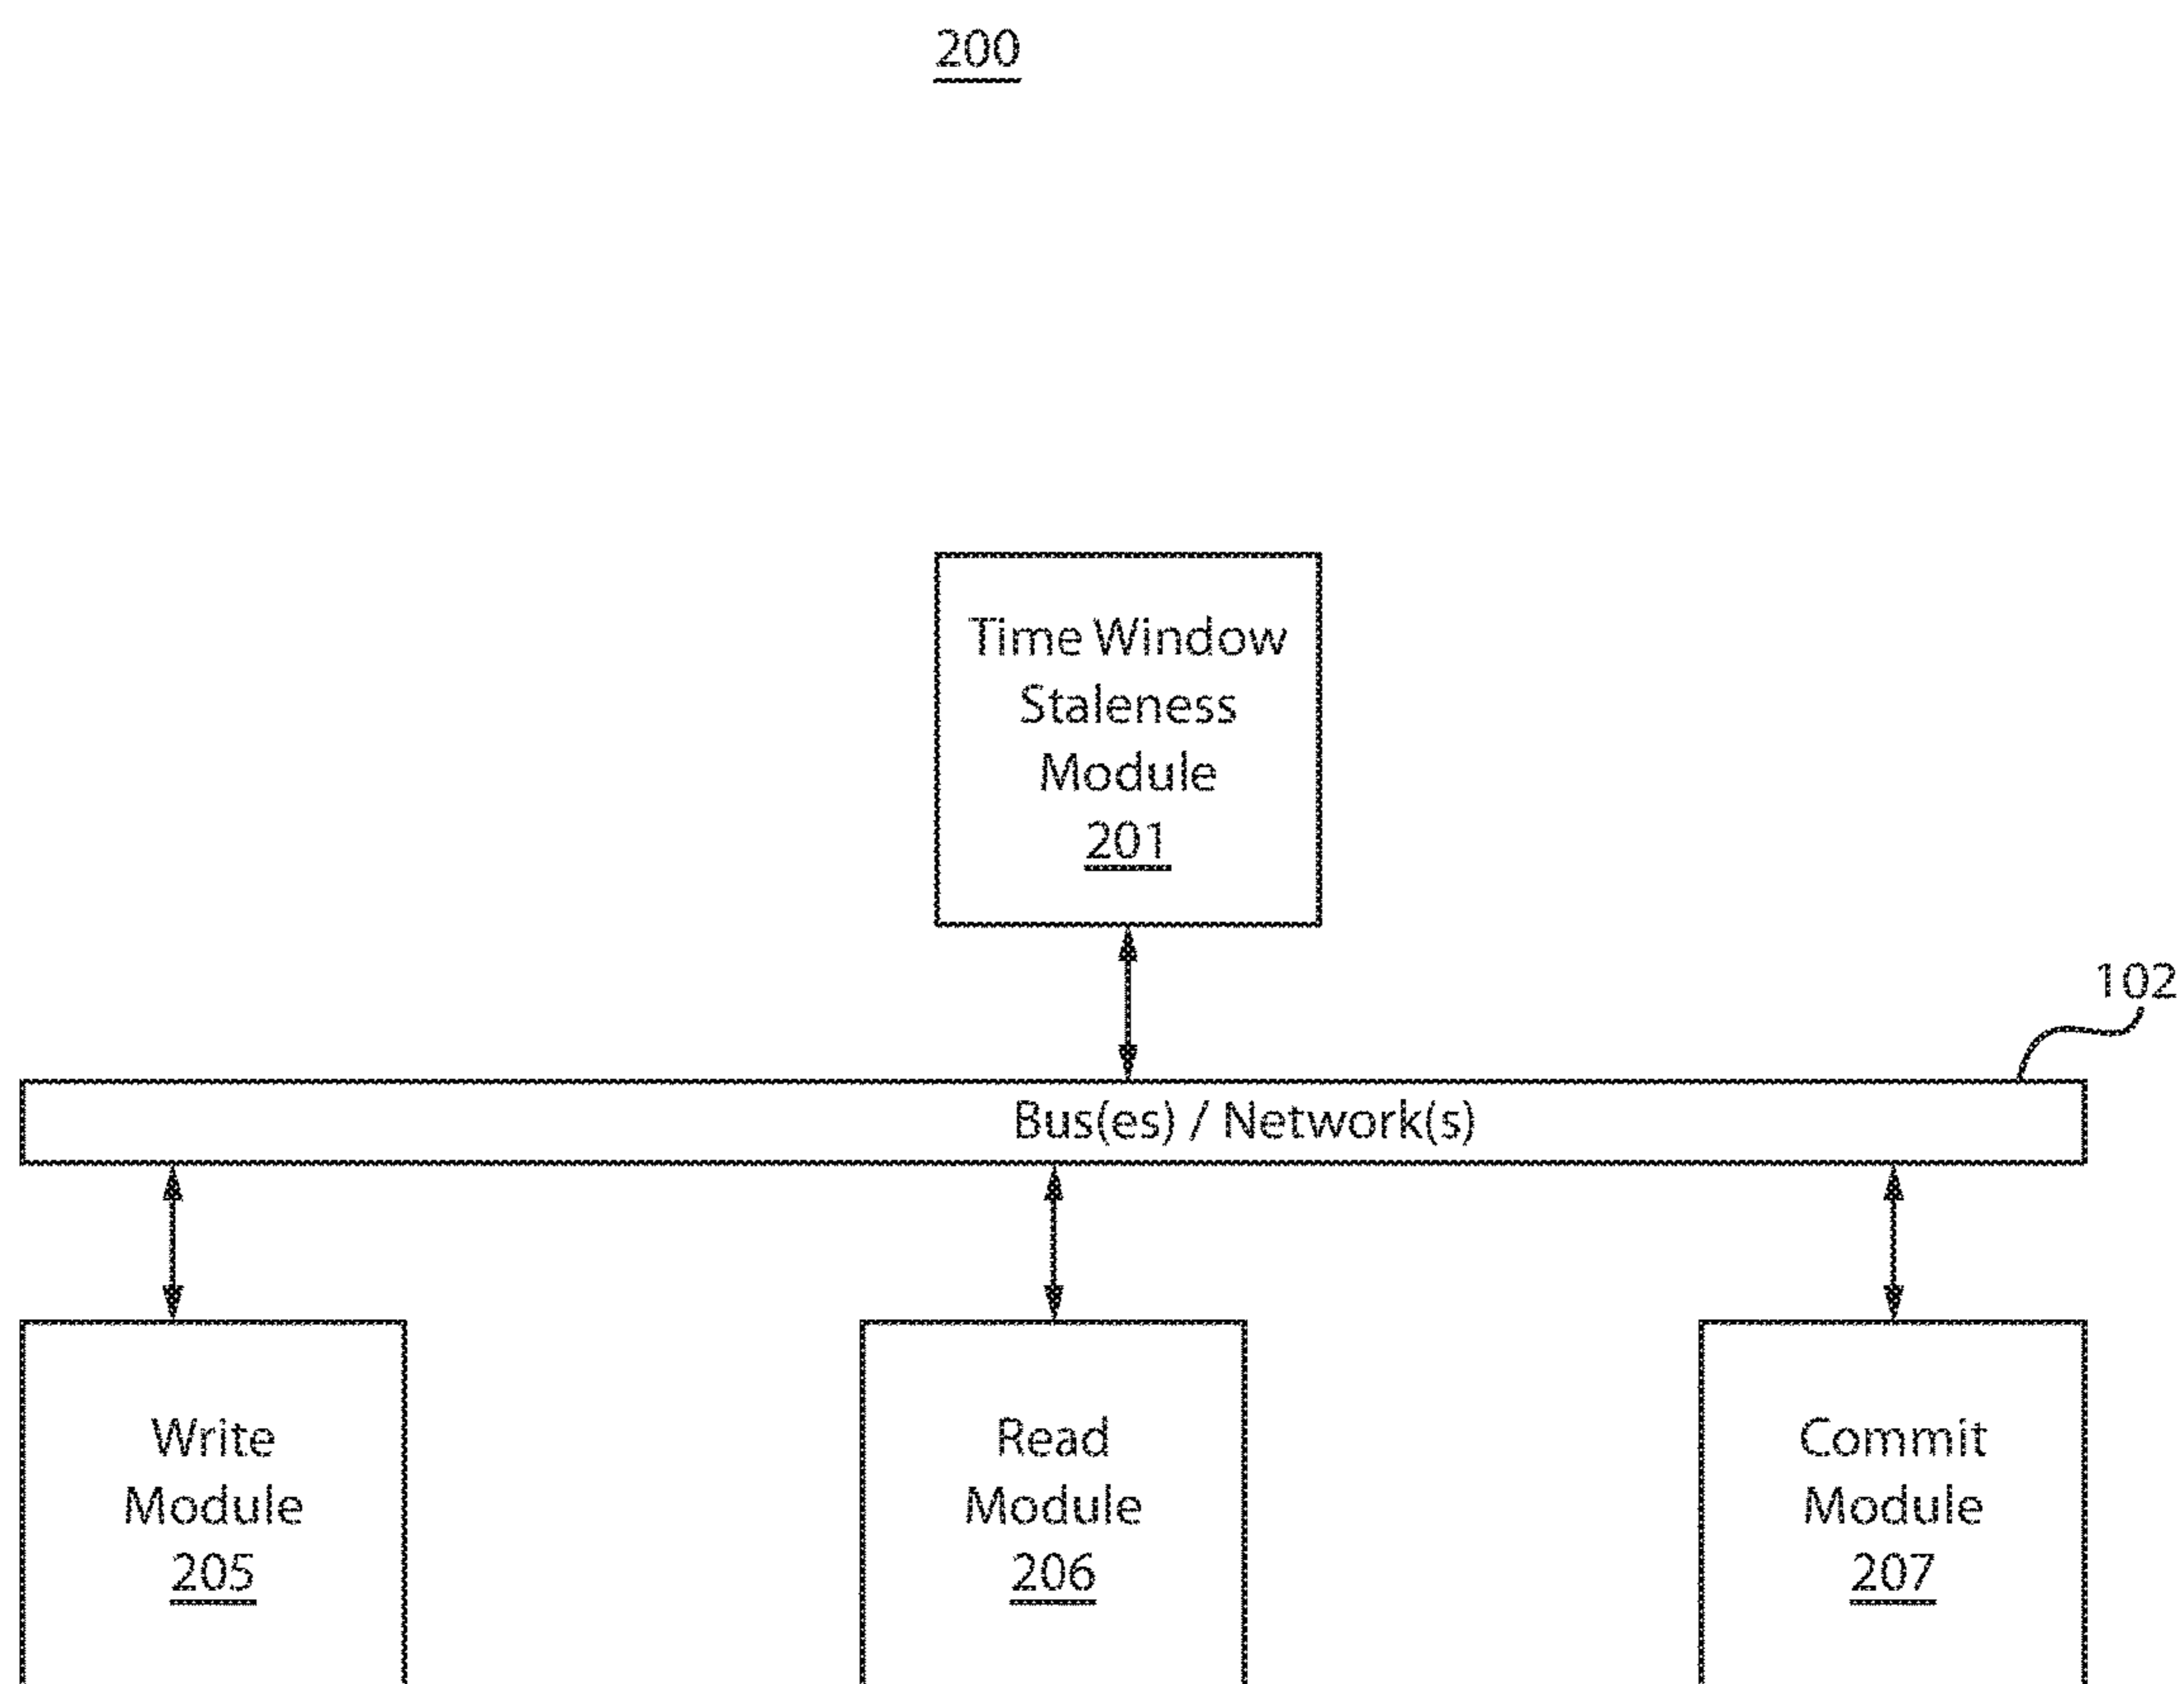 200
Time Window
Staleness
Module
201
102
Bus(es) / Network(s)
Write
Module
205
Read
Module
206
Commit
Module
207